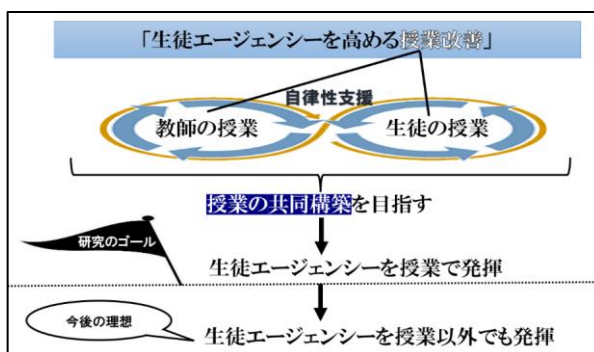 「生徒エージェンシーを高める授業改善」
自律性支援
教師の授業
生徒の授業
授業の共同構築を目指す
研究のゴール
生徒エージェンシーを授業で発揮
今後の理想
生徒エージェンシーを授業以外でも発揮